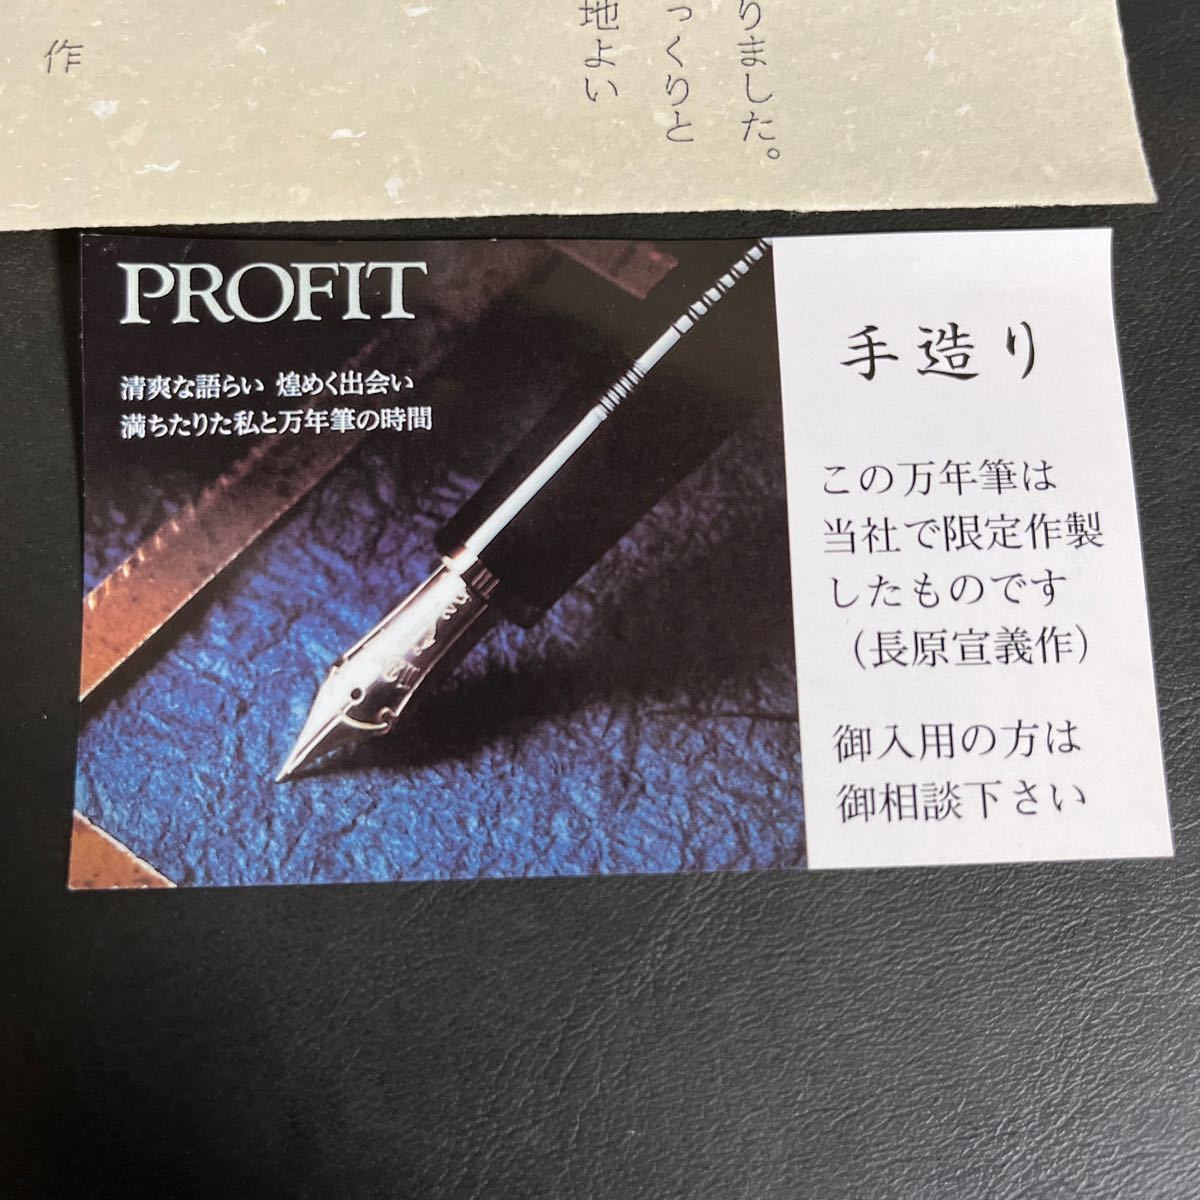 りました。
っくりと
地よい
作
PROFIT
清爽な語らい 煌めく出会い
満ちたりた私と万年筆の時間
手造り
この万年筆は
当社で限定作製
したものです
(長原宣義作)
御入用の方は
御相談下さい